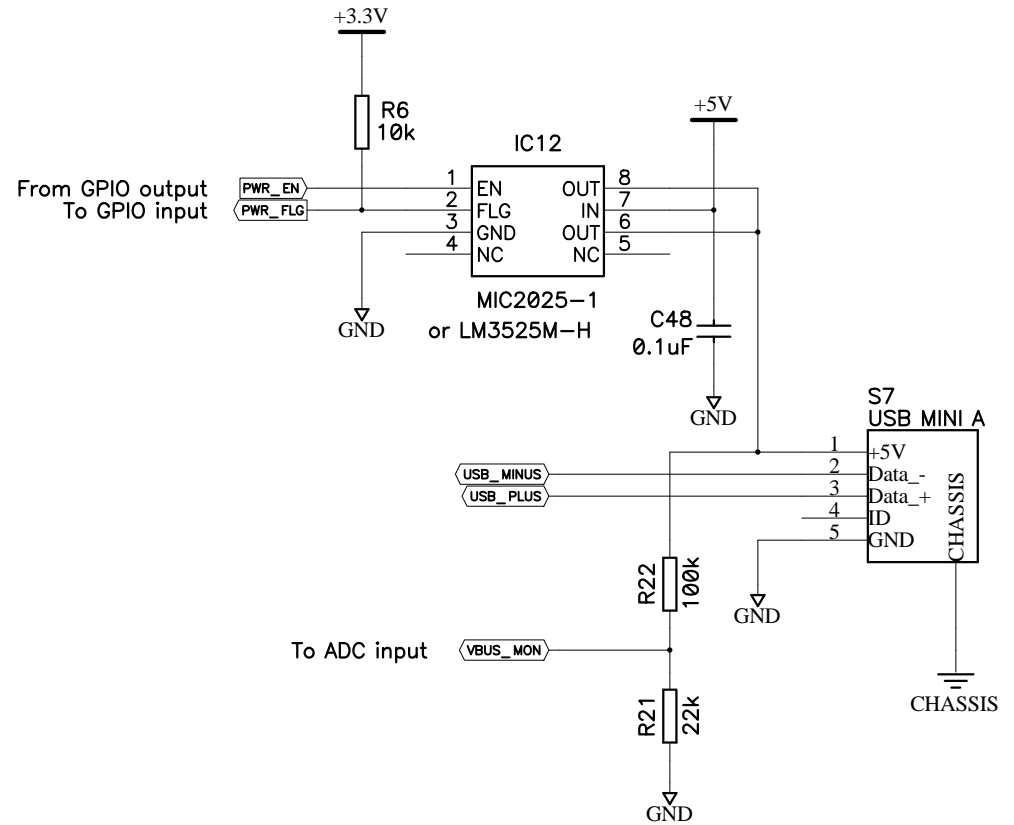 +3.3V
R6
10k
+5V
IC12
From GPIO output PWR_EN 1 EN OUT 8
To GPIO input PWR_FLG 2 FLG IN 7
3 GND OUT 6
4 NC NC 5
GND
MIC2025-1
or LM3525M-H
C48
0.1uF
GND
S7
USB MINI A
1 +5V
USB_MINUS 2 Data_-
USB_PLUS 3 Data_+
4 ID
5 GND
CHASSIS
R22
100k
GND
To ADC input VBUS_MON
CHASSIS
R21
22k
GND